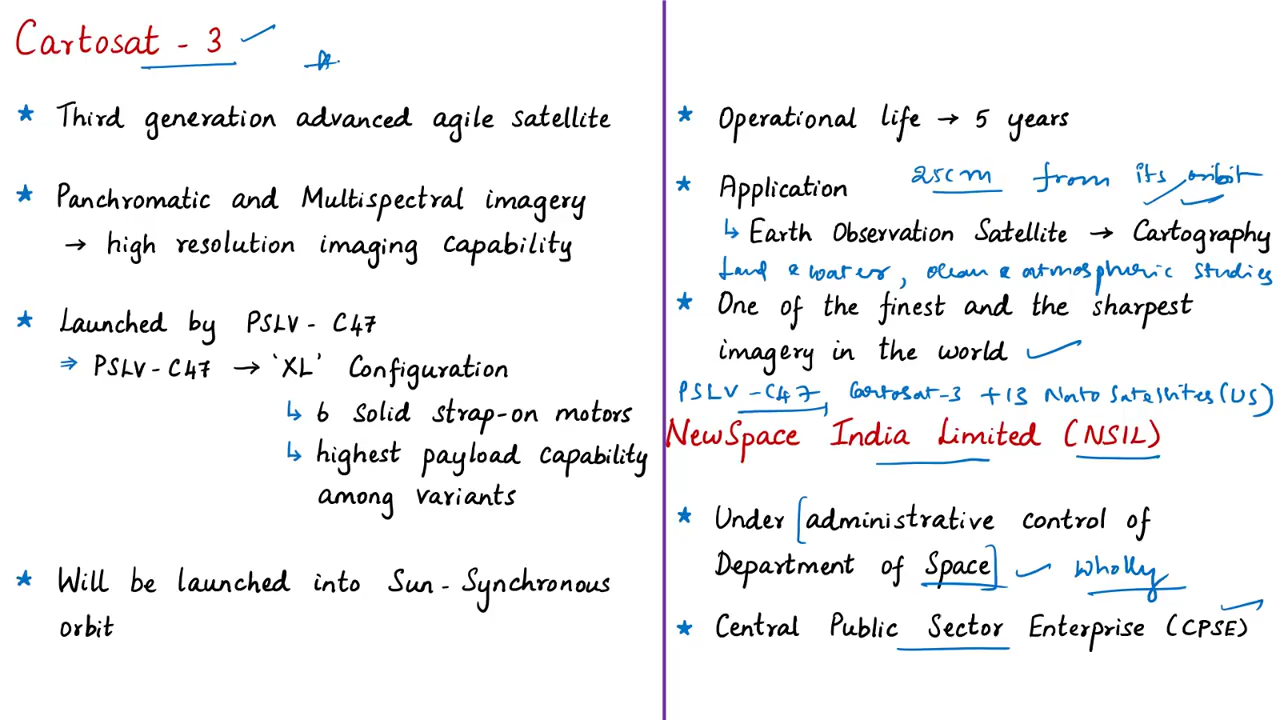 Cartosat - 3
* Third generation advanced agile satellite
* Panchromatic and Multispectral imagery
→ high resolution imaging capability
* Launched by PSLV - C47
⇒ PSLV - C47 → 'XL' Configuration
↳ 6 solid strap-on motors
↳ highest payload capability
among variants
* Will be launched into Sun - Synchronous
orbit
* Operational life → 5 years
25cm from its orbit
* Application
↳ Earth Observation Satellite → Cartography
Land & water, ocean & atmospheric studies
* One of the finest and the sharpest
imagery in the world
PSLV - C47, Cartosat-3 + 13 Nano Satellites (US)
NewSpace India Limited (NSIL)
* Under [administrative control of
Department of Space] wholly
* Central Public Sector Enterprise (CPSE)